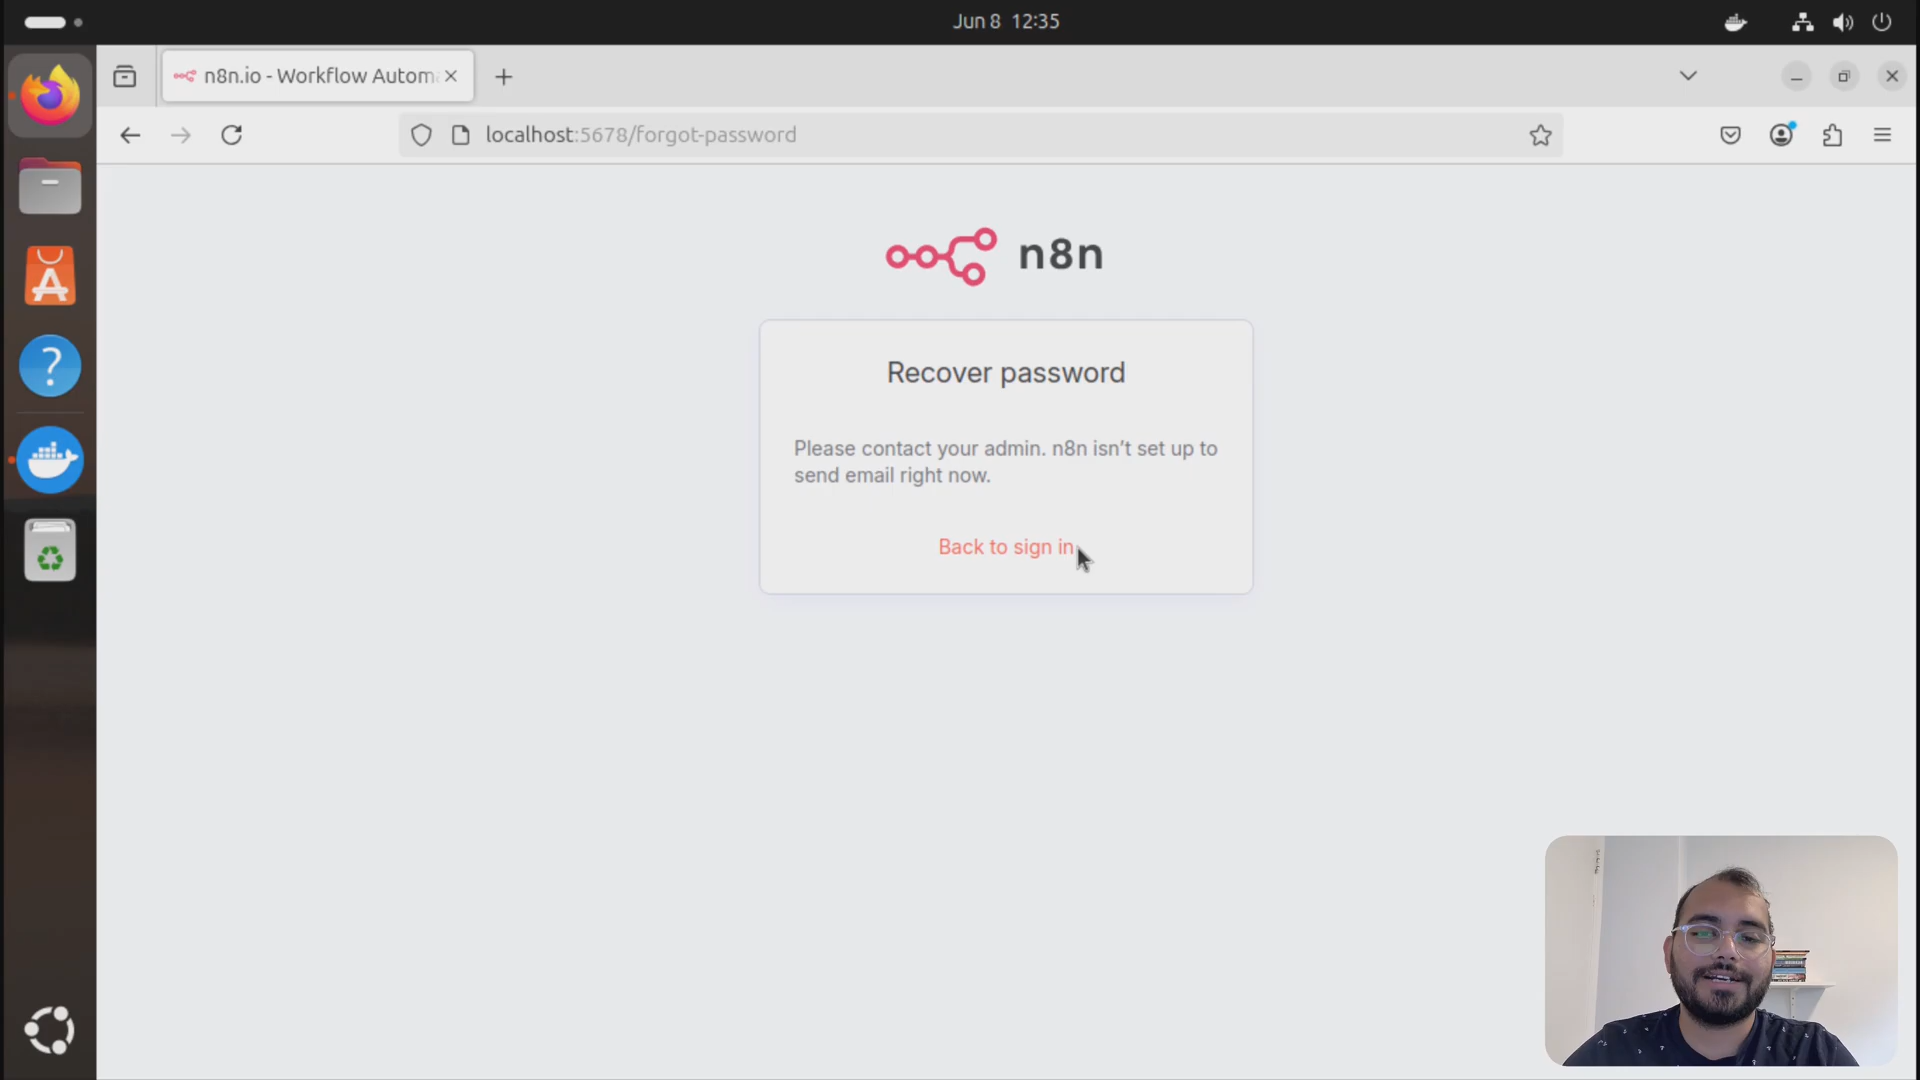 Jun 8 12:35
n8n.io - Workflow Autom
localhost:5678/forgot-password
n8n
Recover password
Please contact your admin. n8n isn't set up to
send email right now.
Back to sign in